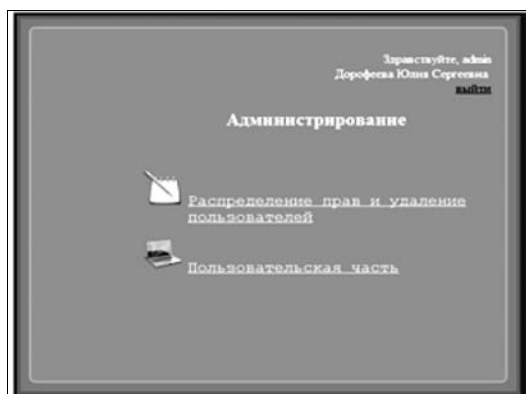 Здравствуйте, admin
Дорофеева Юлия Сергеевна
выйти
Администрирование
Распределение прав и удаление
пользователей
Пользовательская часть